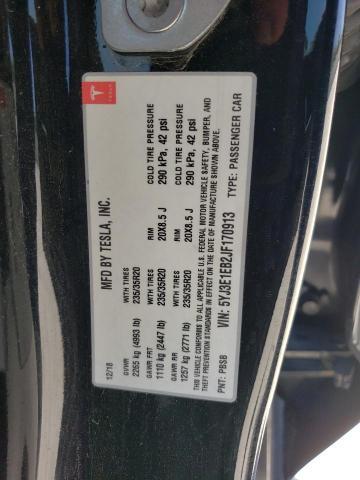 TESLA
MFD BY TESLA, INC.
12/18
GVWR
2265 kg (4993 lb)
WITH TIRES
235/35R20
RIM
20X8.5 J
COLD TIRE PRESSURE
290 kPa, 42 psi
GAWR FRT
1110 kg (2447 lb)
WITH TIRES
235/35R20
RIM
20X8.5 J
COLD TIRE PRESSURE
290 kPa, 42 psi
GAWR RR
1257 kg (2771 lb)
THIS VEHICLE CONFORMS TO ALL APPLICABLE U.S. FEDERAL MOTOR VEHICLE SAFETY, BUMPER, AND
THEFT PREVENTION STANDARDS IN EFFECT ON THE DATE OF MANUFACTURE SHOWN ABOVE.
VIN: 5YJ3E1EB2JF170913
PNT: PBSB
TYPE: PASSENGER CAR